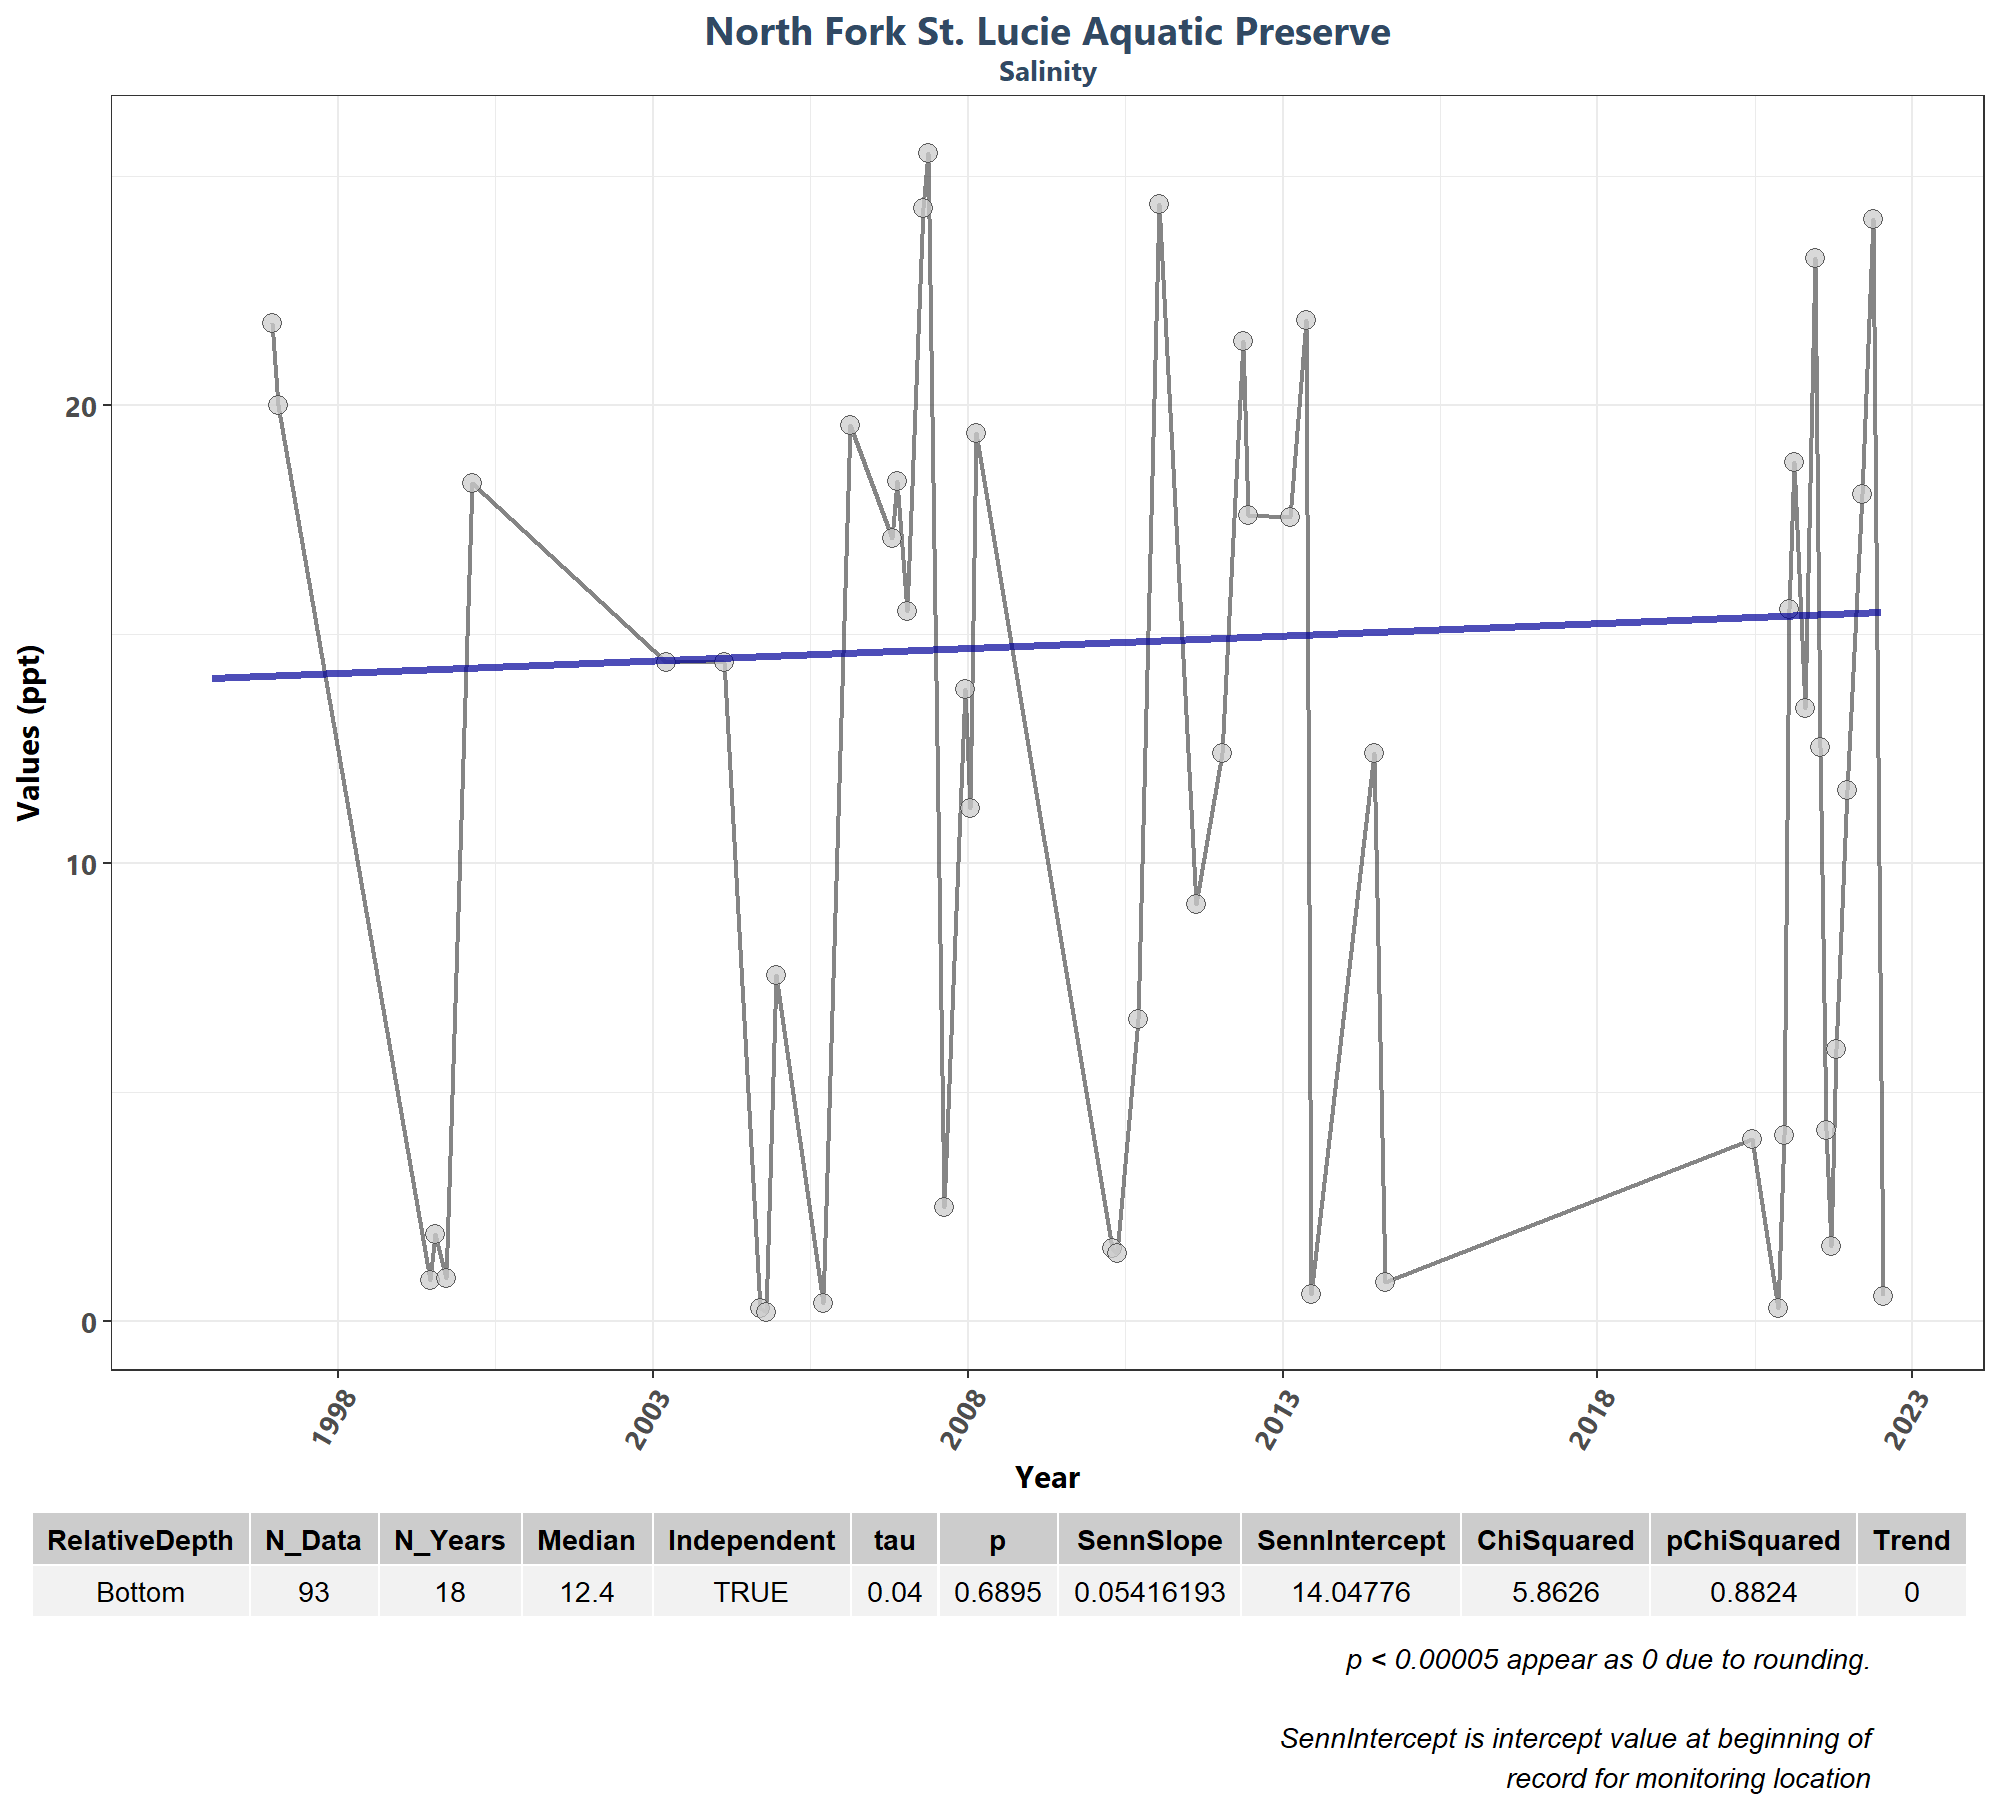 North Fork St. Lucie Aquatic Preserve
Salinity
Values (ppt)
20
10
0
1998
2003
2008
2013
2018
2023
Year
RelativeDepth N_Data N_Years Median Independent tau p SennSlope SennIntercept ChiSquared pChiSquared Trend
Bottom 93 18 12.4 TRUE 0.04 0.6895 0.05416193 14.04776 5.8626 0.8824 0
p < 0.00005 appear as 0 due to rounding.
SennIntercept is intercept value at beginning of
record for monitoring location